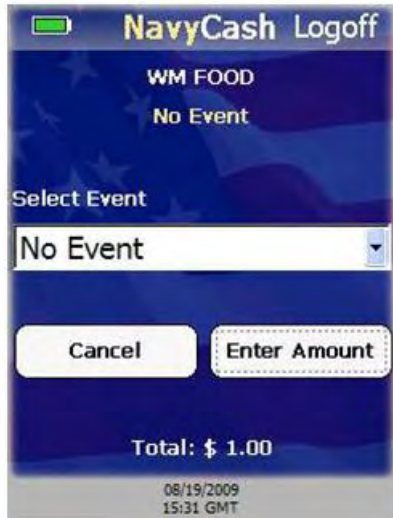 NavyCash Logoff
WM FOOD
No Event
Select Event
No Event
Cancel Enter Amount
Total: $ 1.00
08/19/2009
15:31 GMT